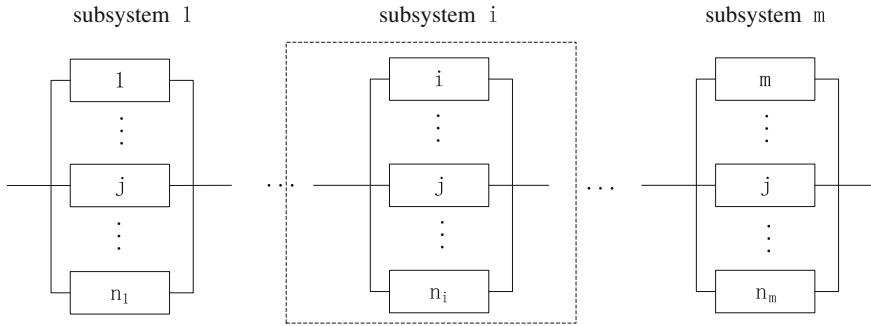 subsystem 1 subsystem i subsystem m
1 i m
⋮ ⋮ ⋮
j ⋯ j ⋯ j
⋮ ⋮ ⋮
n₁ nᵢ nₘ